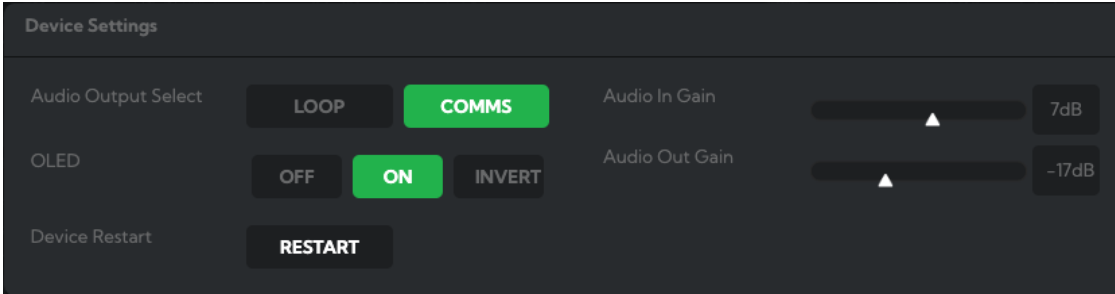 Device Settings
Audio Output Select
LOOP
COMMS
OLED
OFF
ON
INVERT
Device Restart
RESTART
Audio In Gain
7dB
Audio Out Gain
-17dB